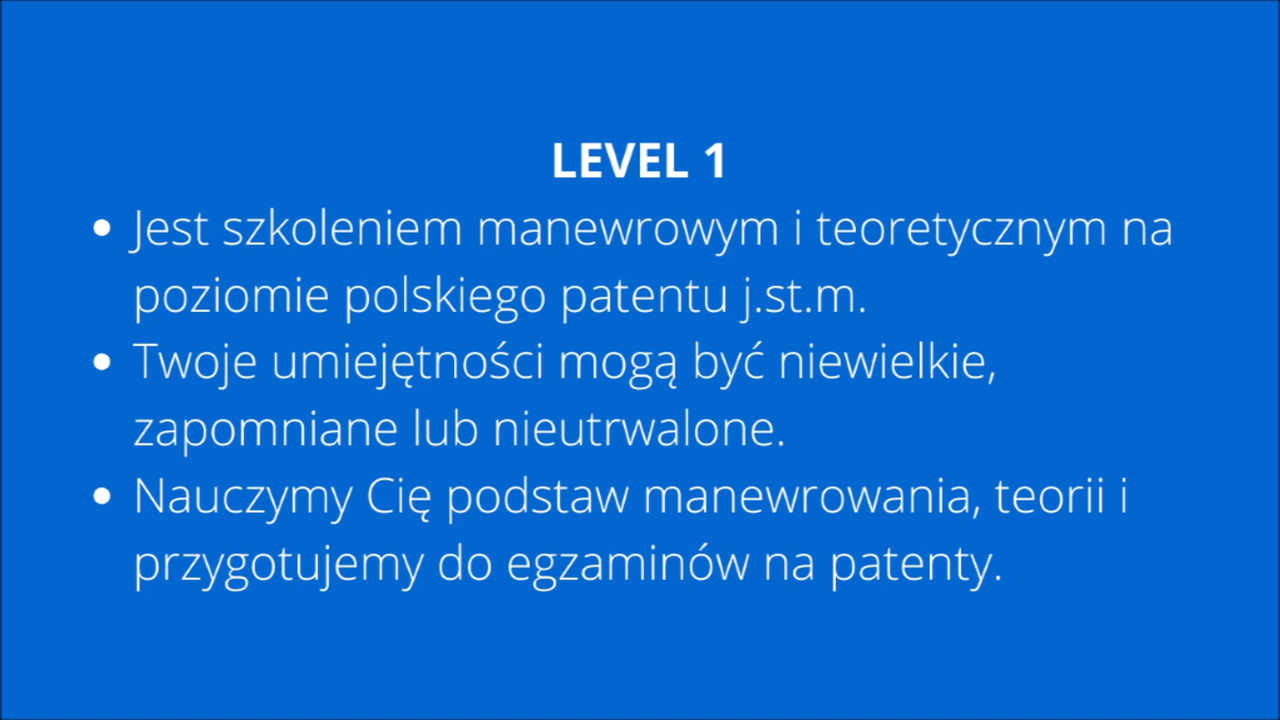 LEVEL 1
• Jest szkoleniem manewrowym i teoretycznym na
poziomie polskiego patentu j.st.m.
• Twoje umiejętności mogą być niewielkie,
zapomniane lub nieutrwalone.
• Nauczymy Cię podstaw manewrowania, teorii i
przygotujemy do egzaminów na patenty.